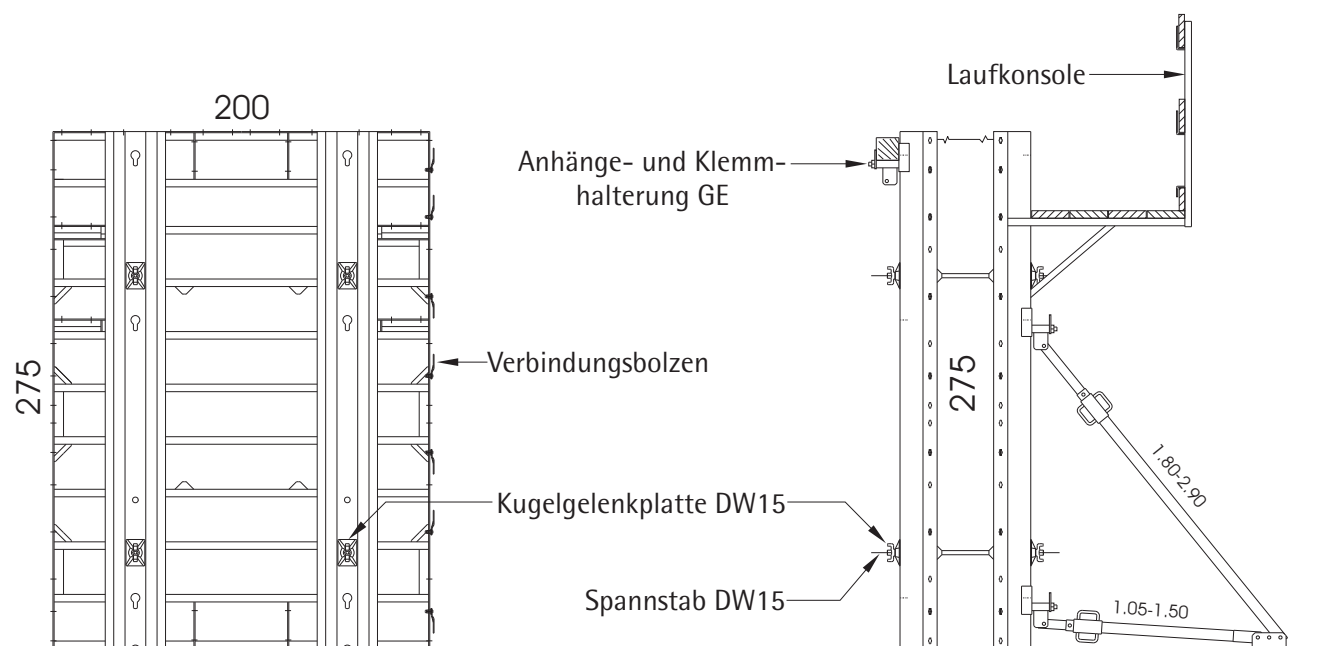 200
Laufkonsole
Anhänge- und Klemm-
halterung GE
275
Verbindungsbolzen
275
1.80-2.90
Kugelgelenkplatte DW15
Spannstab DW15
1.05-1.50